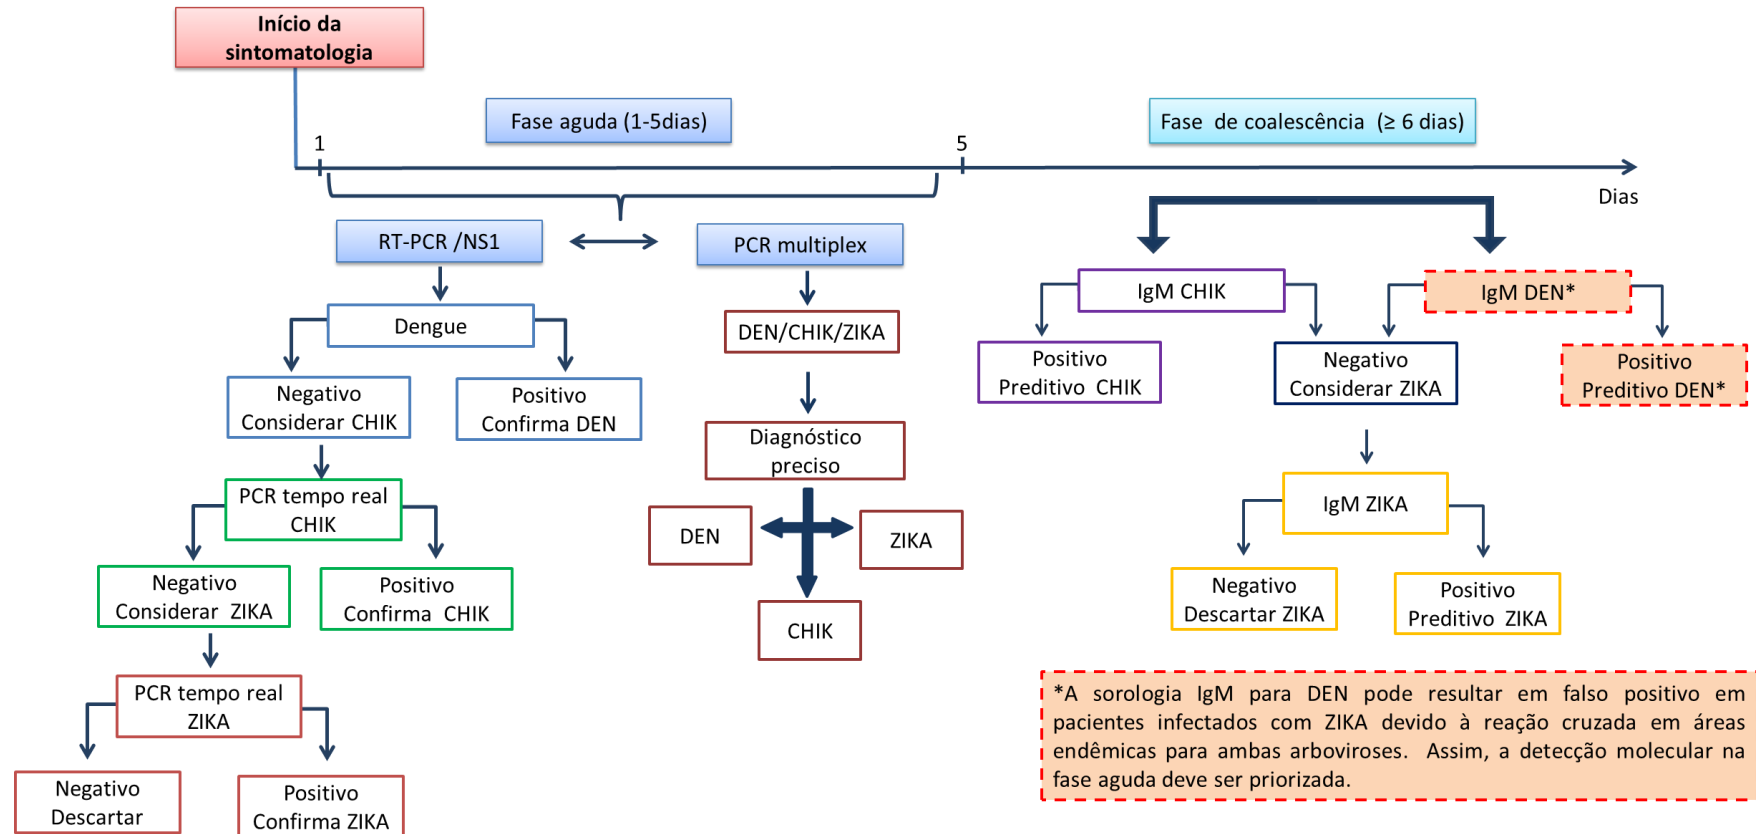 Início da
sintomatologia
Fase aguda (1-5dias)
Fase de coalescência (≥ 6 dias)
1
5
Dias
RT-PCR /NS1
PCR multiplex
Dengue
DEN/CHIK/ZIKA
Negativo
Considerar CHIK
Positivo
Confirma DEN
Diagnóstico
preciso
PCR tempo real
CHIK
DEN
ZIKA
CHIK
Negativo
Considerar ZIKA
Positivo
Confirma CHIK
PCR tempo real
ZIKA
Negativo
Descartar
Positivo
Confirma ZIKA
IgM CHIK
IgM DEN*
Positivo
Preditivo CHIK
Negativo
Considerar ZIKA
Positivo
Preditivo DEN*
IgM ZIKA
Negativo
Descartar ZIKA
Positivo
Preditivo ZIKA
*A sorologia IgM para DEN pode resultar em falso positivo em
pacientes infectados com ZIKA devido à reação cruzada em áreas
endêmicas para ambas arboviroses. Assim, a detecção molecular na
fase aguda deve ser priorizada.